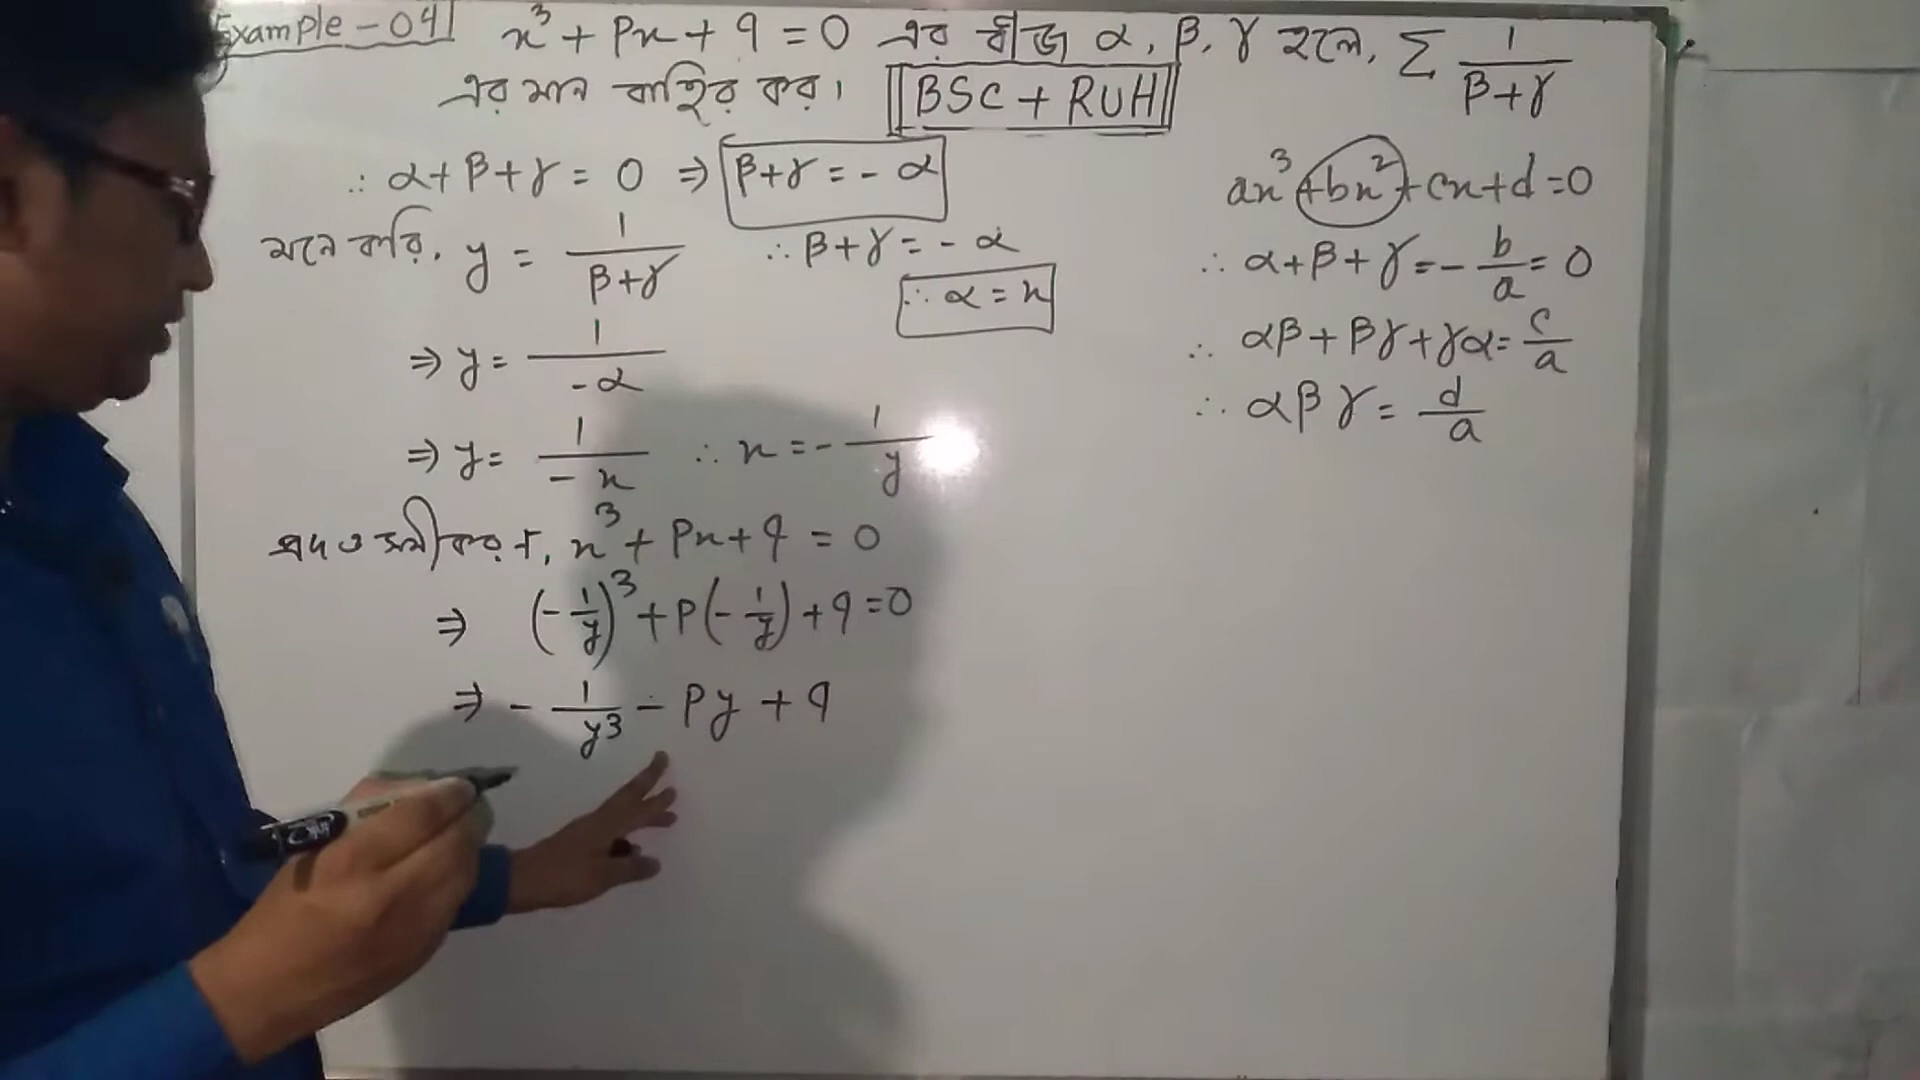 Example - 04 x³ + Px + q = 0 এর বীজ α, β, γ হলে, Σ 1/(β+γ)
এর মান বাহির কর। BSC + RUH
∴ α + β + γ = 0 ⇒ β+γ = - α
মনে করি, y = 1/(β+γ) ∴ β+γ = - α
∴ α = x
⇒ y = 1/(-α)
⇒ y = 1/(-x) ∴ x = - 1/y
প্রদত্ত সমীকরণ, x³ + Px + q = 0
⇒ (- 1/y)³ + P(- 1/y) + q = 0
⇒ - 1/y³ - Py + q
ax³ + bx² + cx + d = 0
∴ α + β + γ = - b/a = 0
∴ αβ + βγ + γα = c/a
∴ αβγ = d/a